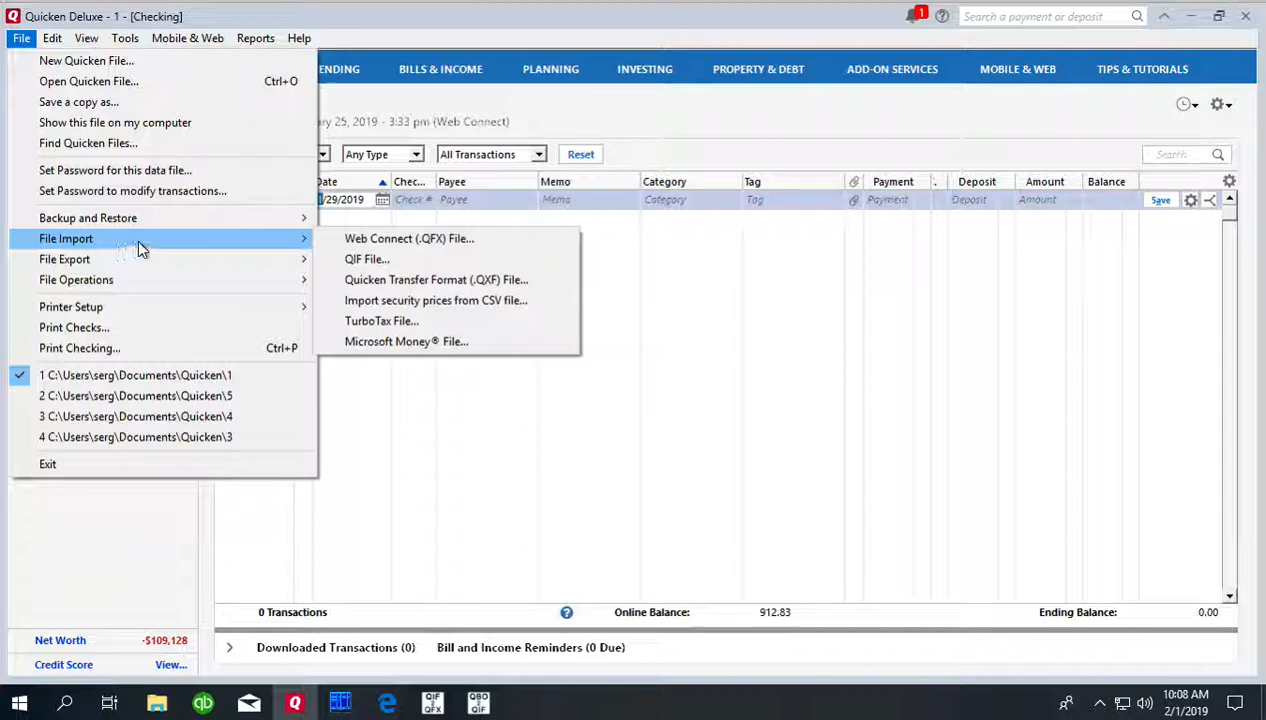 Quicken Deluxe - 1 - [Checking]
1
Search a payment or deposit
File Edit View Tools Mobile & Web Reports Help
ENDING BILLS & INCOME PLANNING INVESTING PROPERTY & DEBT ADD-ON SERVICES MOBILE & WEB TIPS & TUTORIALS
ary 25, 2019 - 3:33 pm (Web Connect)
Any Type All Transactions Reset Search
Date Chec... Payee Memo Category Tag Payment . Deposit Amount Balance
/29/2019 Check # Payee Memo Category Tag Payment Deposit Amount Save
New Quicken File...
Open Quicken File... Ctrl+O
Save a copy as...
Show this file on my computer
Find Quicken Files...
Set Password for this data file...
Set Password to modify transactions...
Backup and Restore
File Import
File Export
File Operations
Printer Setup
Print Checks...
Print Checking... Ctrl+P
1 C:\Users\serg\Documents\Quicken\1
2 C:\Users\serg\Documents\Quicken\5
3 C:\Users\serg\Documents\Quicken\4
4 C:\Users\serg\Documents\Quicken\3
Exit
Web Connect (.QFX) File...
QIF File...
Quicken Transfer Format (.QXF) File...
Import security prices from CSV file...
TurboTax File...
Microsoft Money® File...
0 Transactions Online Balance: 912.83 Ending Balance: 0.00
Net Worth -$109,128
Downloaded Transactions (0) Bill and Income Reminders (0 Due)
Credit Score View...
QIF 2 QFX
QBO 2 QIF
10:08 AM
2/1/2019